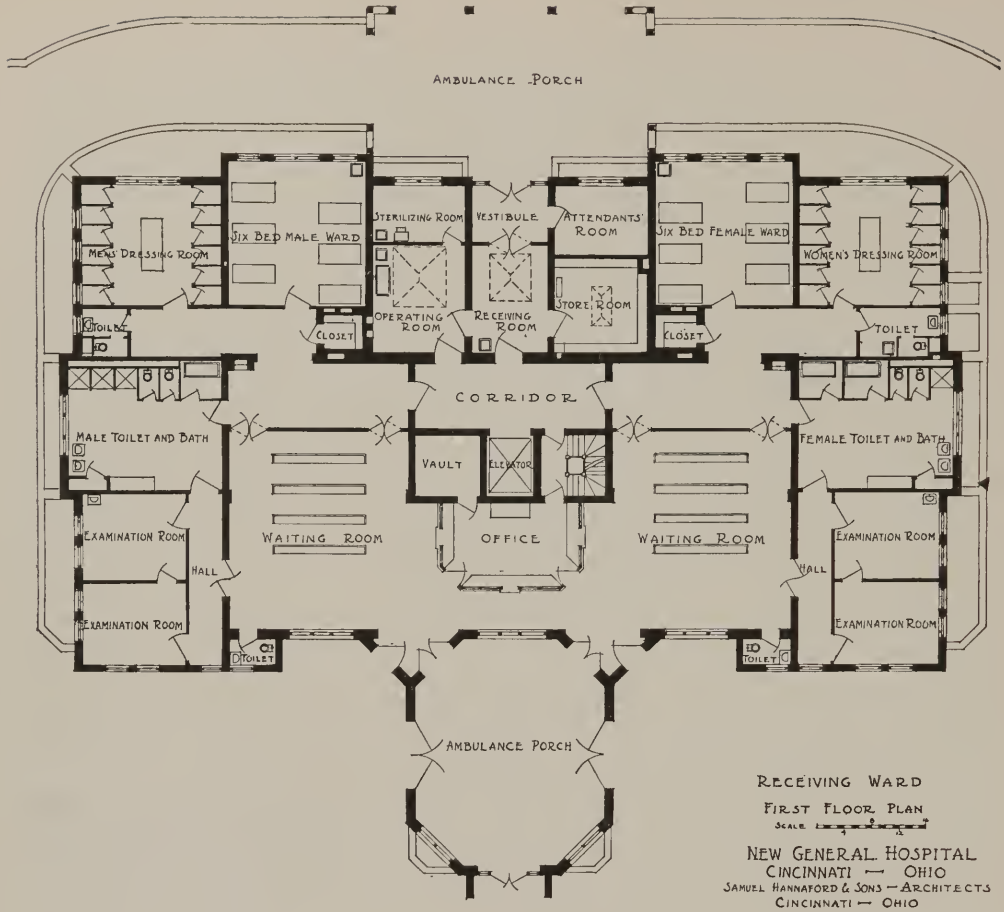 AMBULANCE PORCH
STERILIZING ROOM
VESTIBULE
ATTENDANTS'
ROOM
SIX BED MALE WARD
SIX BED FEMALE WARD
MENS' DRESSING ROOM
WOMEN'S DRESSING ROOM
OPERATING
ROOM
RECEIVING
ROOM
STORE ROOM
TOILET
CLOSET
CLOSET
TOILET
CORRIDOR
MALE TOILET AND BATH
VAULT
ELEVATOR
FEMALE TOILET AND BATH
EXAMINATION ROOM
WAITING ROOM
OFFICE
WAITING ROOM
EXAMINATION ROOM
HALL
HALL
EXAMINATION ROOM
EXAMINATION ROOM
TOILET
TOILET
AMBULANCE PORCH
RECEIVING WARD
FIRST FLOOR PLAN
SCALE
NEW GENERAL HOSPITAL
CINCINNATI — OHIO
SAMUEL HANNAFORD & SONS — ARCHITECTS
CINCINNATI — OHIO